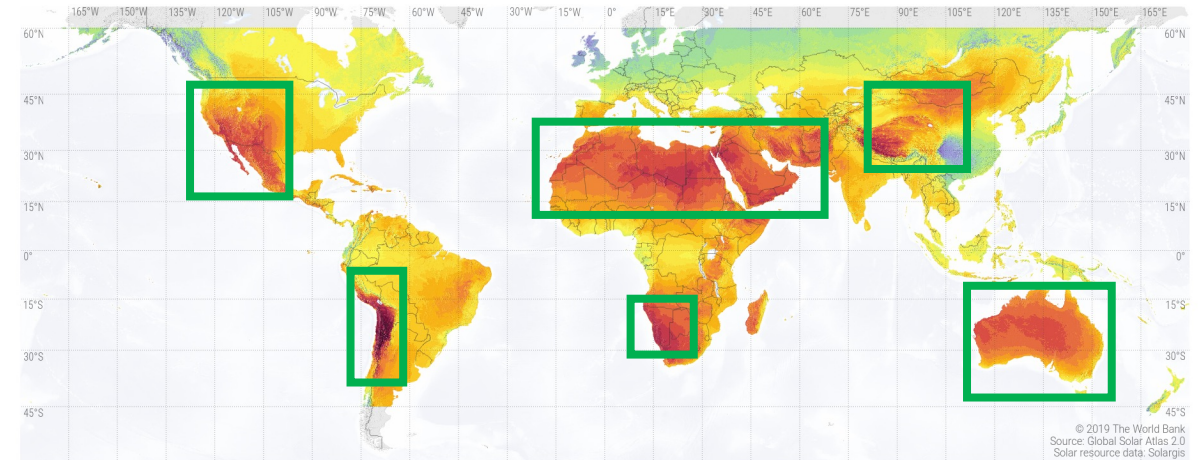 165°W 150°W 135°W 120°W 105°W 90°W 75°W 60°W 45°W 30°W 15°W 0° 15°E 30°E 45°E 60°E 75°E 90°E 105°E 120°E 135°E 150°E 165°E
60°N 60°N
45°N 45°N
30°N 30°N
15°N 15°N
0° 0°
15°S 15°S
30°S 30°S
45°S 45°S
© 2019 The World Bank
Source: Global Solar Atlas 2.0
Solar resource data: Solargis